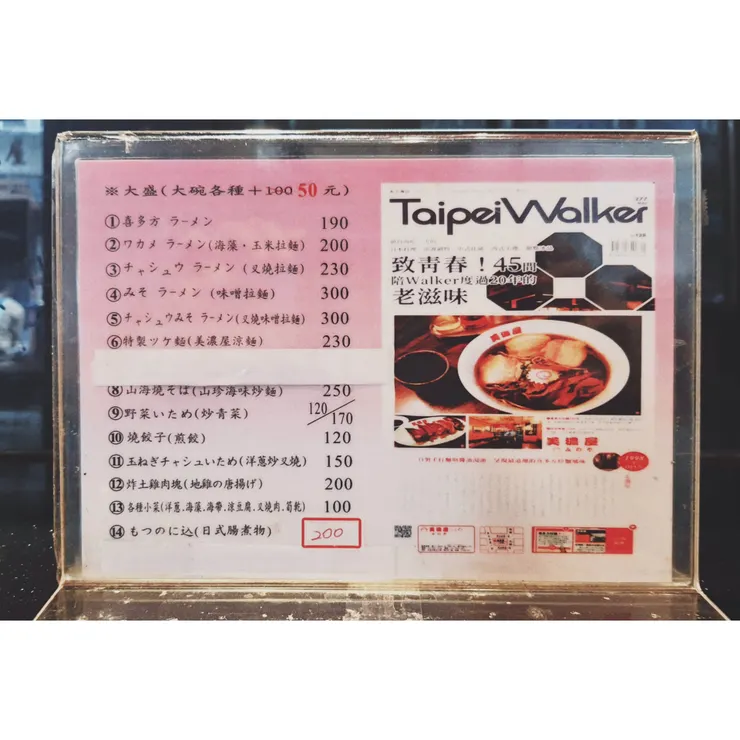 ※大盛(大碗各種＋100 50元)
①喜多方 ラーメン 190
②ワカメ ラーメン(海藻・玉米拉麵) 200
③チャシュウ ラーメン (叉燒拉麵) 230
④みそ ラーメン (味噌拉麵) 300
⑤チャシュウみそ ラーメン(叉燒味噌拉麵) 300
⑥特製ツケ麵(美濃屋涼麵) 230
⑧山海燒そば(山珍海味炒麵) 250
⑨野菜いため(炒青菜) 120/170
⑩燒餃子(煎餃) 120
⑪玉ねぎチャシュいため(洋蔥炒叉燒) 150
⑫炸土雞肉塊(地雞の唐揚げ) 200
⑬各種小菜(洋蔥.海藻.海帶.涼豆腐.叉燒肉.筍乾) 100
⑭もつのに込(日式腸煮物) 200
Taipei Walker
致青春！45間
陪Walker度過20年的
老滋味
美濃屋
美濃屋